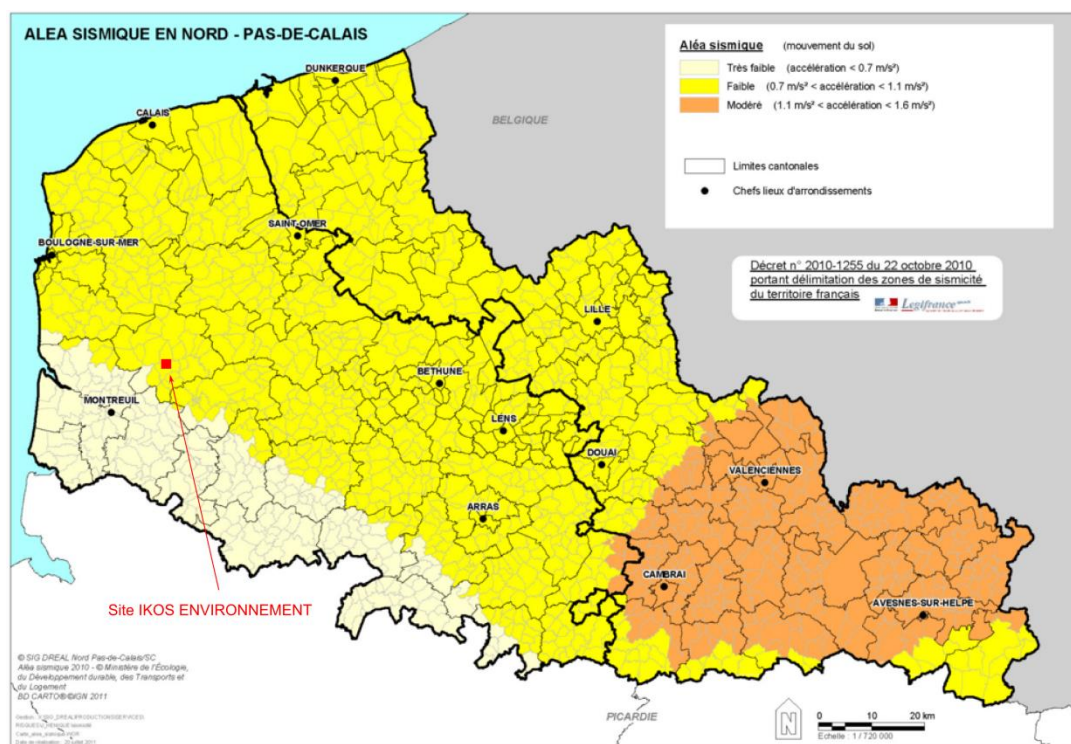 ALEA SISMIQUE EN NORD - PAS-DE-CALAIS
Aléa sismique (mouvement du sol)
Très faible (accélération < 0.7 m/s²)
Faible (0.7 m/s² < accélération < 1.1 m/s²)
Modéré (1.1 m/s² < accélération < 1.6 m/s²)
Limites cantonales
Chefs lieux d'arrondissements
Décret n° 2010-1255 du 22 octobre 2010
portant délimitation des zones de sismicité
du territoire français
Legifrance
DUNKERQUE
CALAIS
BELGIQUE
SAINT-OMER
BOULOGNE-SUR-MER
LILLE
BETHUNE
MONTREUIL
LENS
DOUAI
VALENCIENNES
ARRAS
CAMBRAI
AVESNES-SUR-HELPE
Site IKOS ENVIRONNEMENT
PICARDIE
© SIG DREAL Nord Pas-de-Calais/SC
Aléa sismique 2010 - © Ministère de l'Écologie,
du Développement durable, des Transports et
du Logement
BD CARTO®©IGN 2011
N
0 10 20 km
Echelle : 1 / 720 000